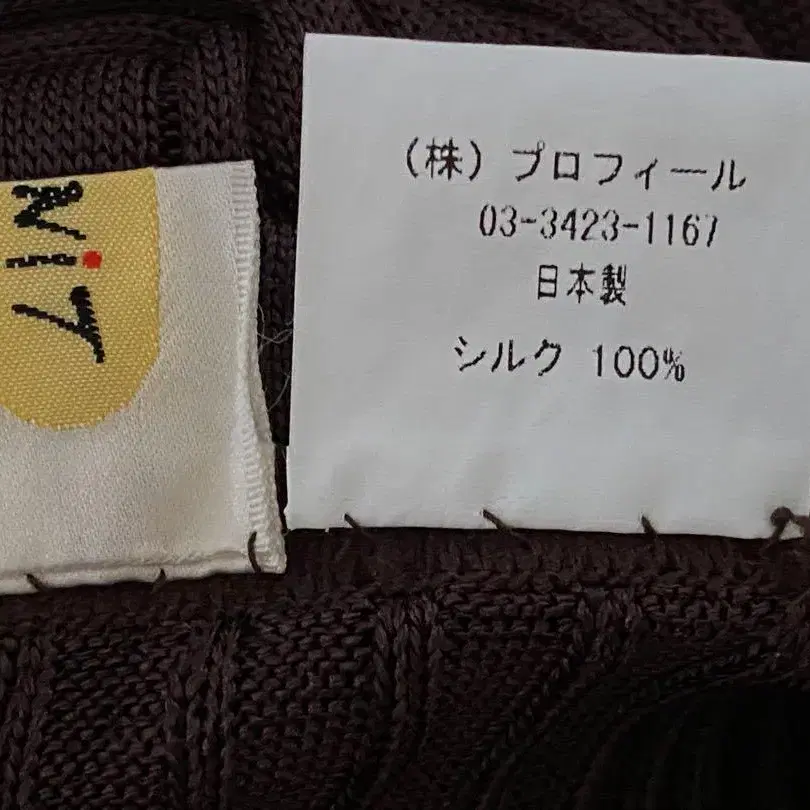 (株) プロフィール
03-3423-1167
日本製
シルク 100%